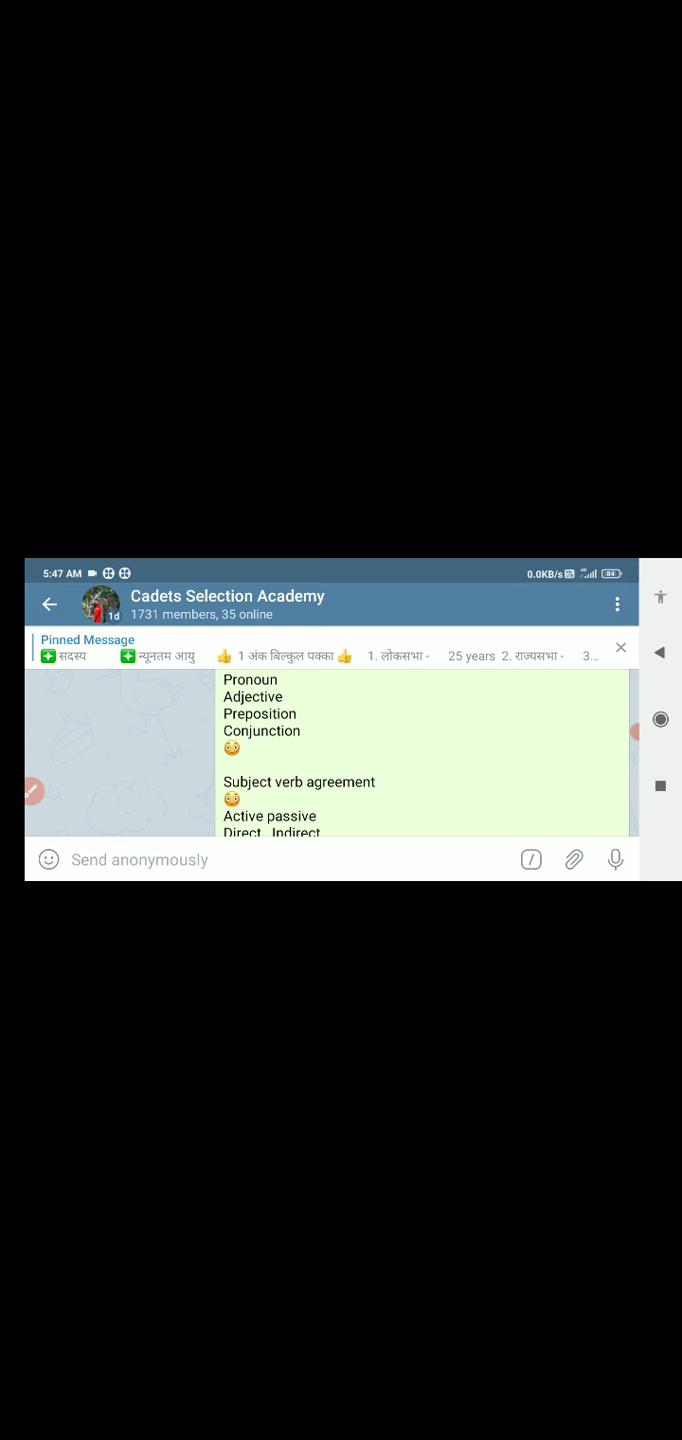 5:47 AM 0.0KB/s 84
Cadets Selection Academy
1d
1731 members, 35 online
Pinned Message
✳️सदस्य ✳️न्यूनतम आयु 👍 1 अंक बिल्कुल पक्का👍 1. लोकसभा - 25 years 2. राज्यसभा - 3...
Pronoun
Adjective
Preposition
Conjunction
😳
Subject verb agreement
😳
Active passive
Direct Indirect
Send anonymously